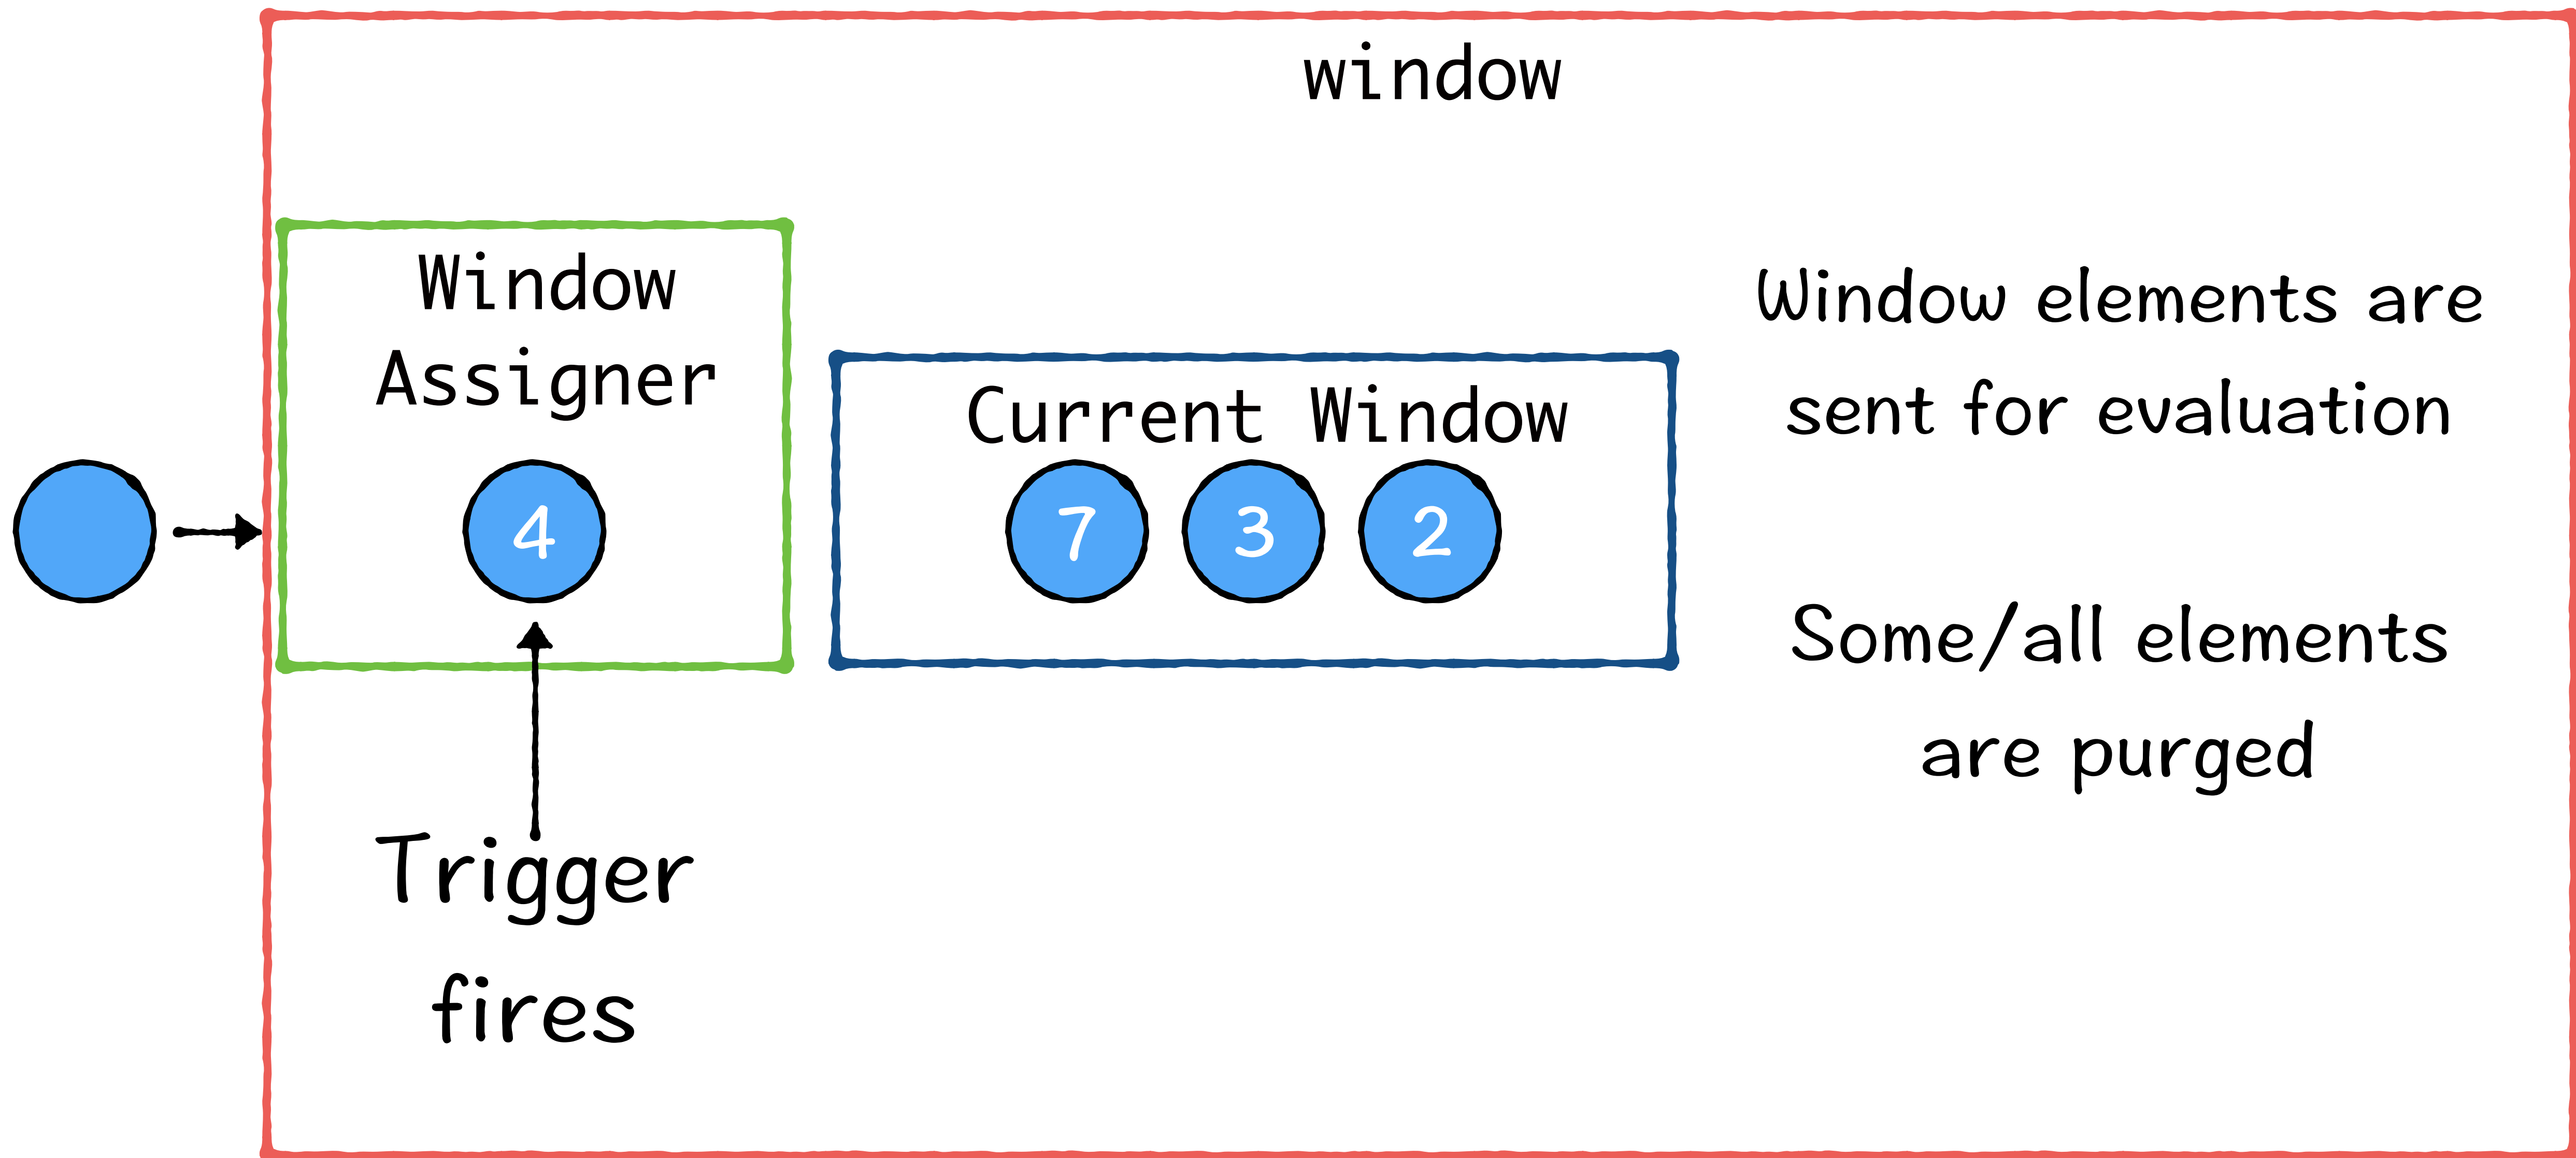 window
Window
Assigner
4
Trigger
fires
Current Window
7 3 2
Window elements are
sent for evaluation
Some/all elements
are purged